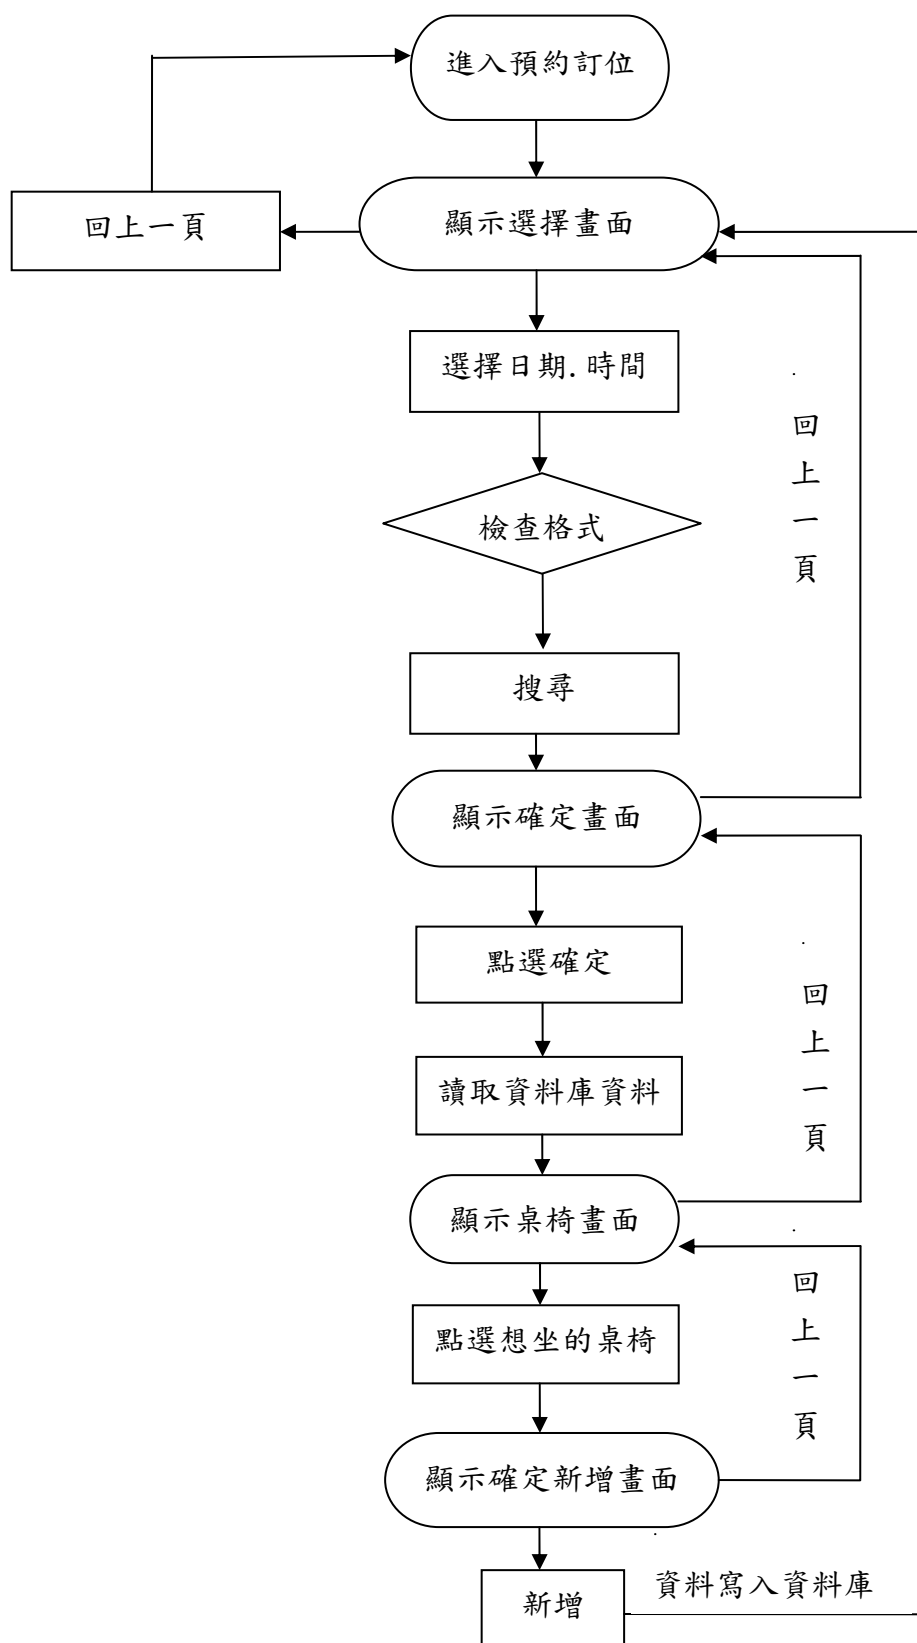 進入預約訂位
回上一頁
顯示選擇畫面
選擇日期.時間
檢查格式
回上一頁
搜尋
顯示確定畫面
點選確定
讀取資料庫資料
回上一頁
顯示桌椅畫面
點選想坐的桌椅
回上一頁
顯示確定新增畫面
新增
資料寫入資料庫